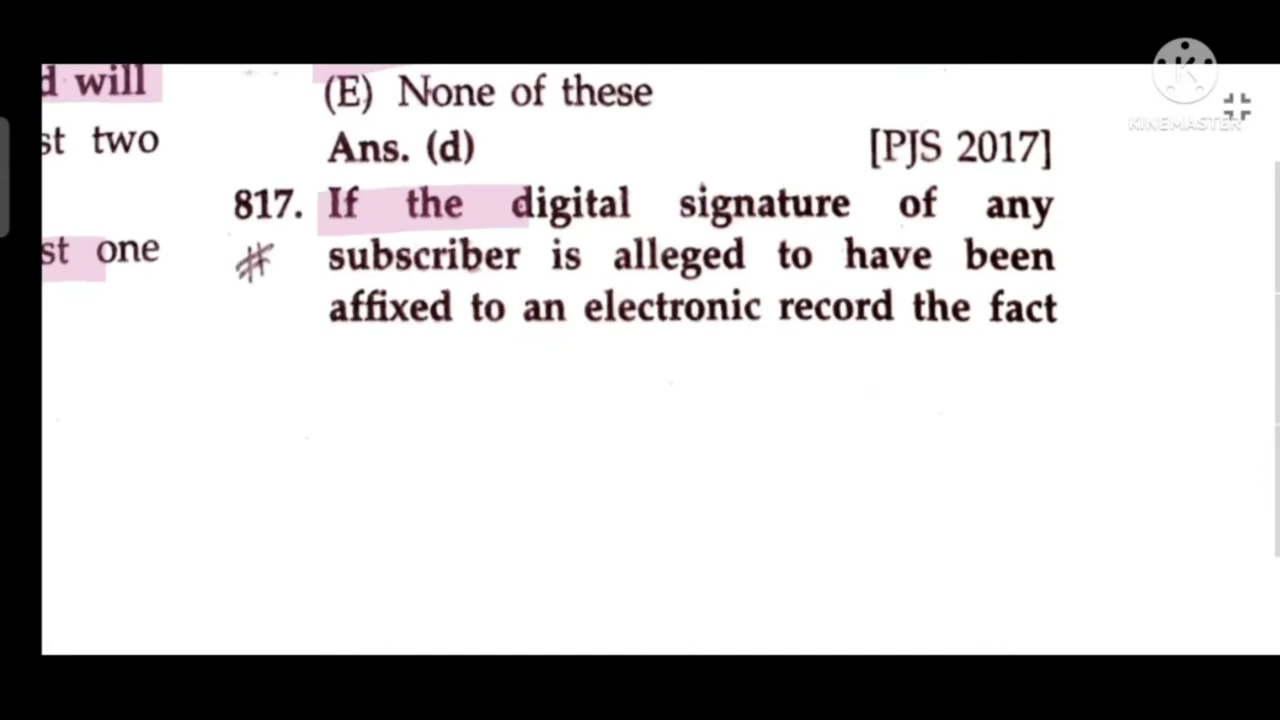 d will
st two
st one
(E) None of these
Ans. (d) [PJS 2017]
817. If the digital signature of any
# subscriber is alleged to have been
affixed to an electronic record the fact
KINEMASTER